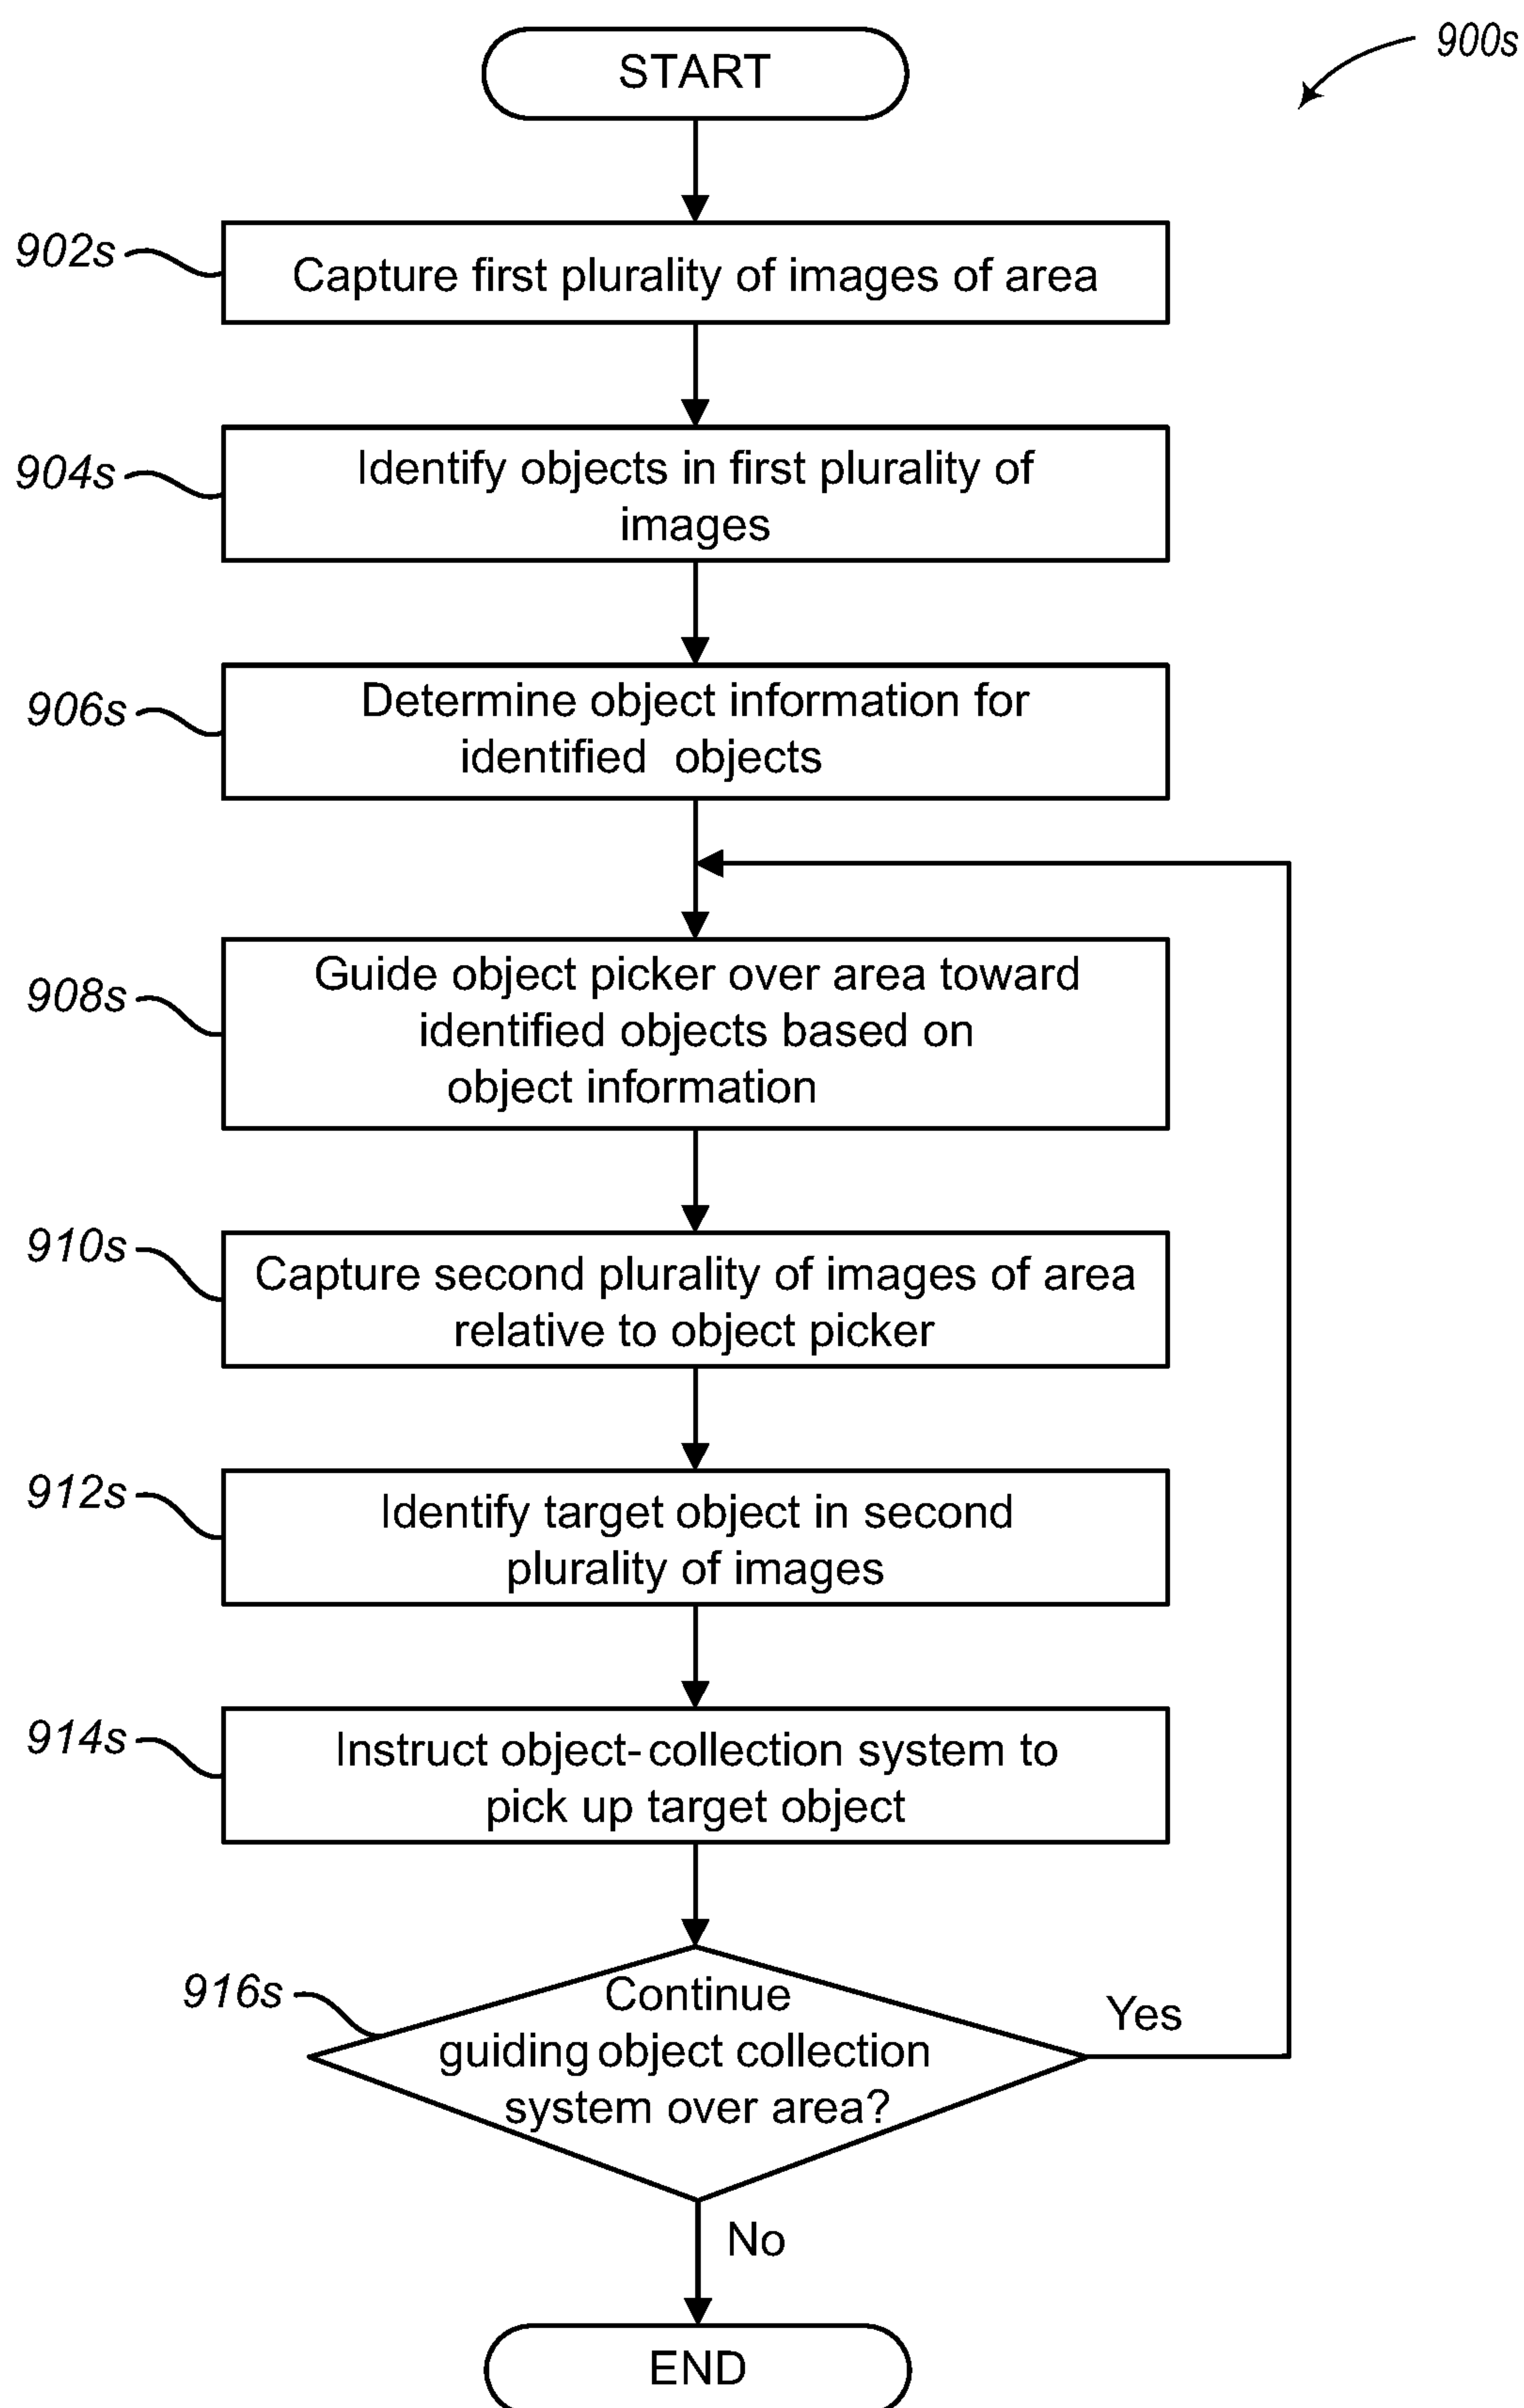 START
900s
902s
Capture first plurality of images of area
904s
Identify objects in first plurality of
images
906s
Determine object information for
identified objects
908s
Guide object picker over area toward
identified objects based on
object information
910s
Capture second plurality of images of area
relative to object picker
912s
Identify target object in second
plurality of images
914s
Instruct object-collection system to
pick up target object
916s
Continue
guiding object collection
system over area?
Yes
No
END